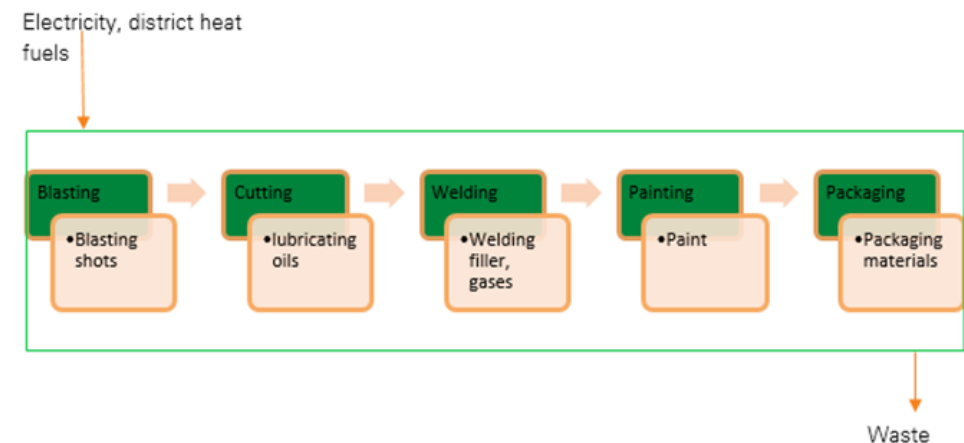 Electricity, district heat
fuels
Blasting
•Blasting
shots
Cutting
•lubricating
oils
Welding
•Welding
filler,
gases
Painting
•Paint
Packaging
•Packaging
materials
Waste